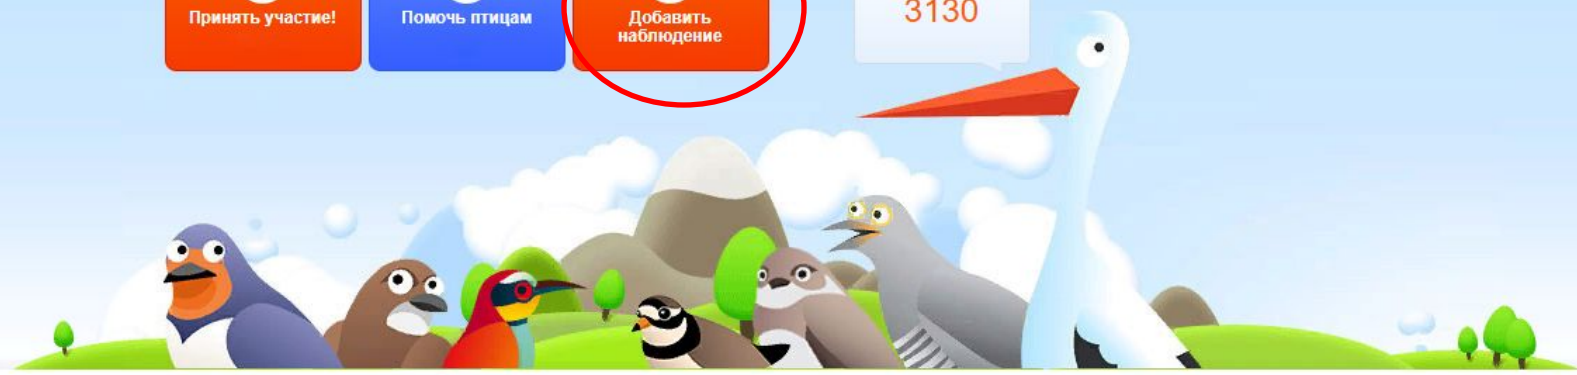 Принять участие!
Помочь птицам
Добавить
наблюдение
3130